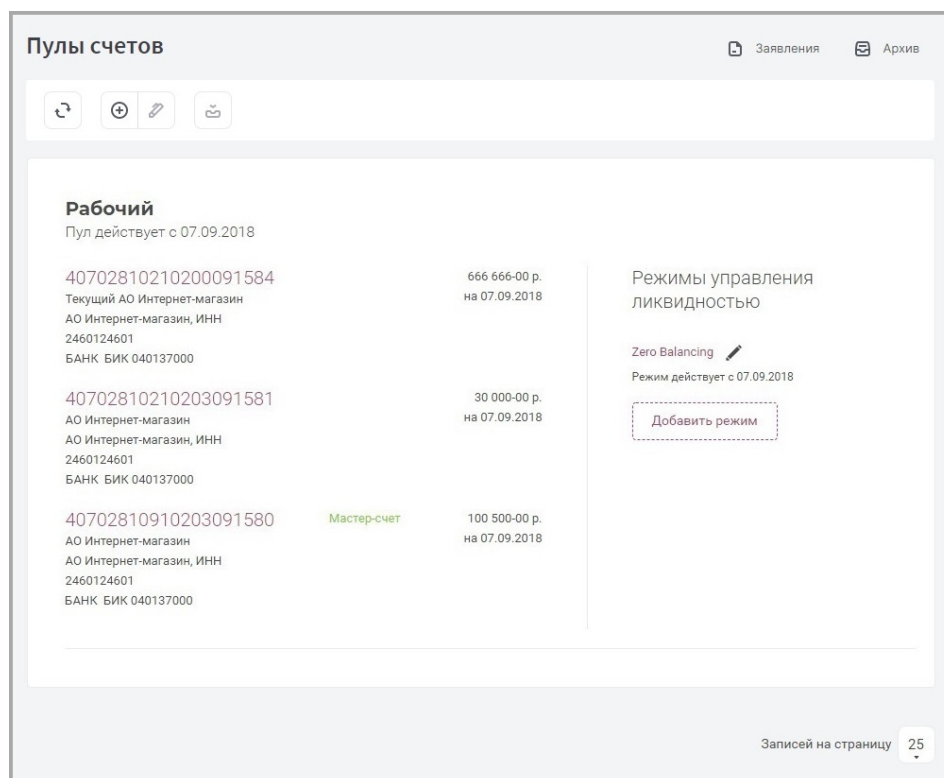 Пулы счетов
Заявления
Архив
Рабочий
Пул действует с 07.09.2018
40702810210200091584
666 666-00 р.
Текущий АО Интернет-магазин
на 07.09.2018
АО Интернет-магазин, ИНН
2460124601
БАНК БИК 040137000
40702810210203091581
30 000-00 р.
АО Интернет-магазин
на 07.09.2018
АО Интернет-магазин, ИНН
2460124601
БАНК БИК 040137000
40702810910203091580
Мастер-счет
100 500-00 р.
АО Интернет-магазин
на 07.09.2018
АО Интернет-магазин, ИНН
2460124601
БАНК БИК 040137000
Режимы управления
ликвидностью
Zero Balancing
Режим действует с 07.09.2018
Добавить режим
Записей на страницу
25